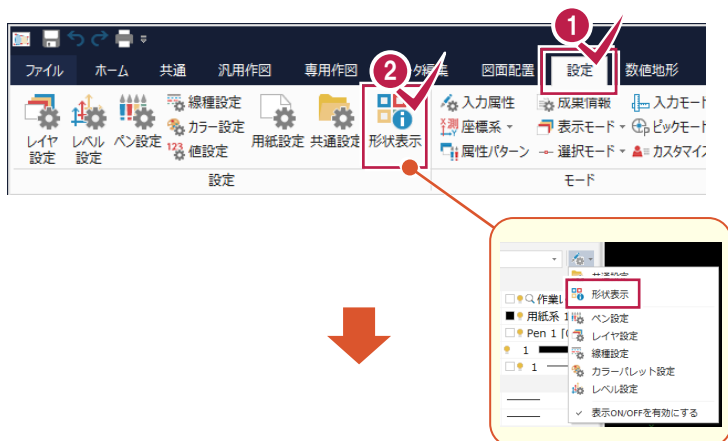 1
ファイル ホーム 共通 汎用作図 専用作図 2 タ編集 図面配置 設定 数値地形
レイヤ設定 レベル設定 ペン設定 線種設定 カラー設定 123 値設定 用紙設定 共通設定 形状表示
入力属性 成果情報 入力モード
測 座標系 表示モード ピックモード
属性パターン 選択モード カスタマイズ
設定 モード
形状表示
作業
用紙系 1
ペン設定
Pen 1
レイヤ設定
1
線種設定
1
カラーパレット設定
レベル設定
表示ON/OFFを有効にする